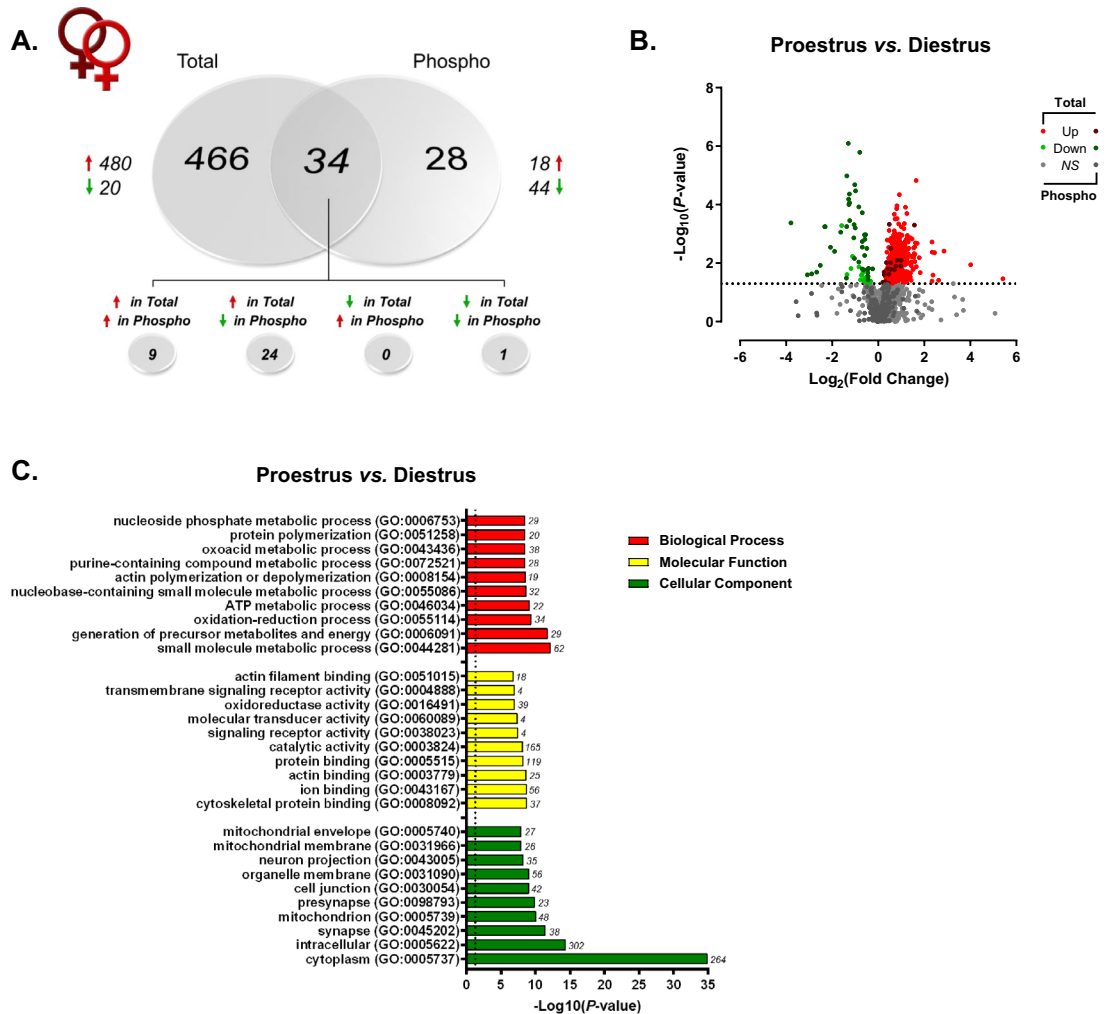 A.
Total
Phospho
466
34
28
480
20
18
44
in Total
in Phospho
9
in Total
in Phospho
24
in Total
in Phospho
0
in Total
in Phospho
1
B.
Proestrus vs. Diestrus
8
6
4
2
0
-Log10(P-value)
-6 -4 -2 0 2 4 6
Log2(Fold Change)
Total
Up
Down
NS
Phospho
C.
Proestrus vs. Diestrus
nucleoside phosphate metabolic process (GO:0006753) 29
protein polymerization (GO:0051258) 20
oxoacid metabolic process (GO:0043436) 38
purine-containing compound metabolic process (GO:0072521) 28
actin polymerization or depolymerization (GO:0008154) 19
nucleobase-containing small molecule metabolic process (GO:0055086) 32
ATP metabolic process (GO:0046034) 22
oxidation-reduction process (GO:0055114) 34
generation of precursor metabolites and energy (GO:0006091) 29
small molecule metabolic process (GO:0044281) 62
actin filament binding (GO:0051015) 18
transmembrane signaling receptor activity (GO:0004888) 4
oxidoreductase activity (GO:0016491) 39
molecular transducer activity (GO:0060089) 4
signaling receptor activity (GO:0038023) 4
catalytic activity (GO:0003824) 165
protein binding (GO:0005515) 119
actin binding (GO:0003779) 25
ion binding (GO:0043167) 56
cytoskeletal protein binding (GO:0008092) 37
mitochondrial envelope (GO:0005740) 27
mitochondrial membrane (GO:0031966) 26
neuron projection (GO:0043005) 35
organelle membrane (GO:0031090) 56
cell junction (GO:0030054) 42
presynapse (GO:0098793) 23
mitochondrion (GO:0005739) 48
synapse (GO:0045202) 38
intracellular (GO:0005622) 302
cytoplasm (GO:0005737) 264
0 5 10 15 20 25 30 35
-Log10(P-value)
Biological Process
Molecular Function
Cellular Component